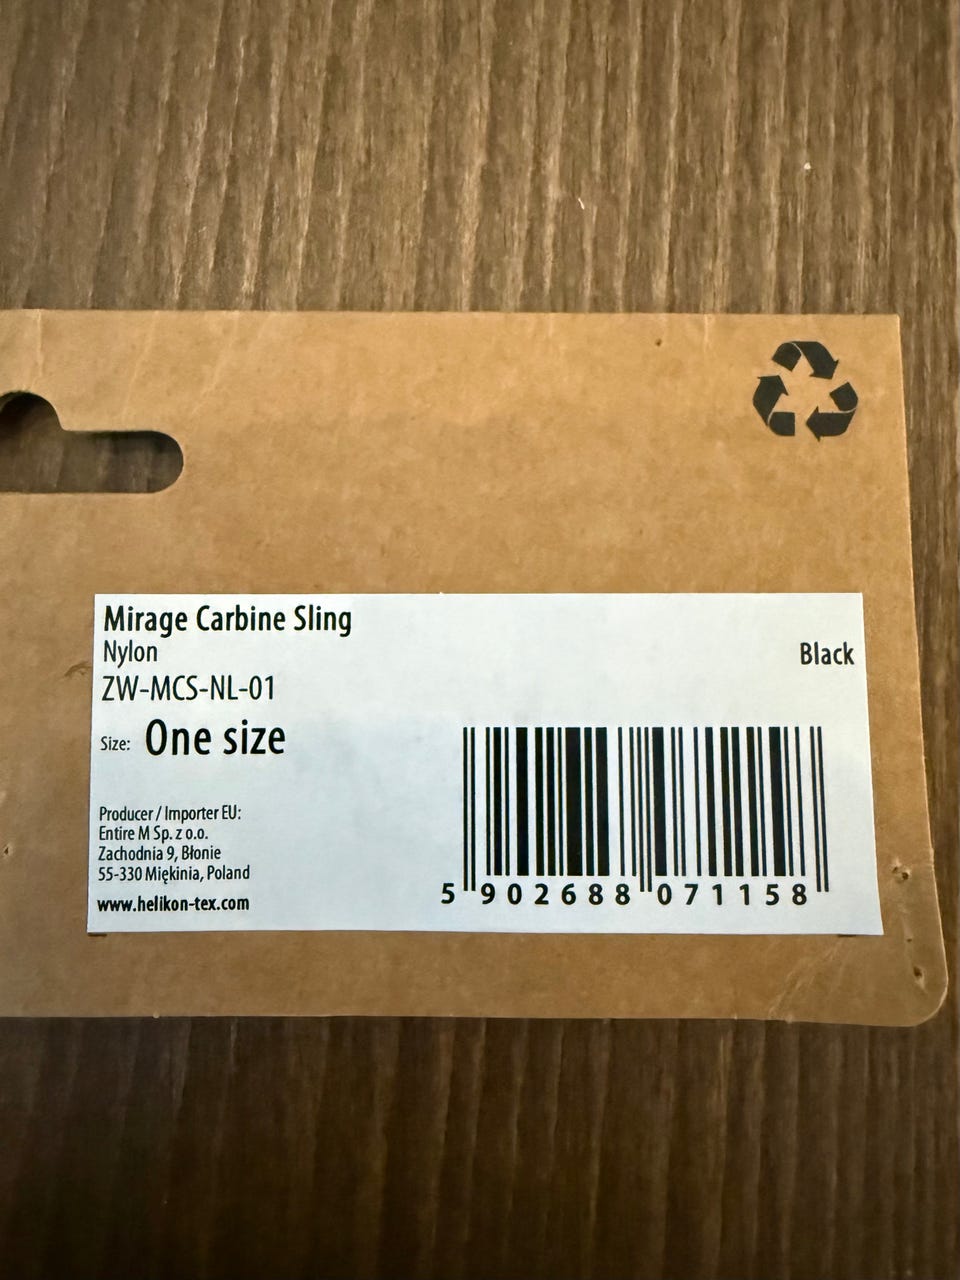 Mirage Carbine Sling
Nylon
Black
ZW-MCS-NL-01
Size: One size
Producer / Importer EU:
Entire M Sp. z o.o.
Zachodnia 9, Błonie
55-330 Miękinia, Poland
www.helikon-tex.com
5 902688 071158